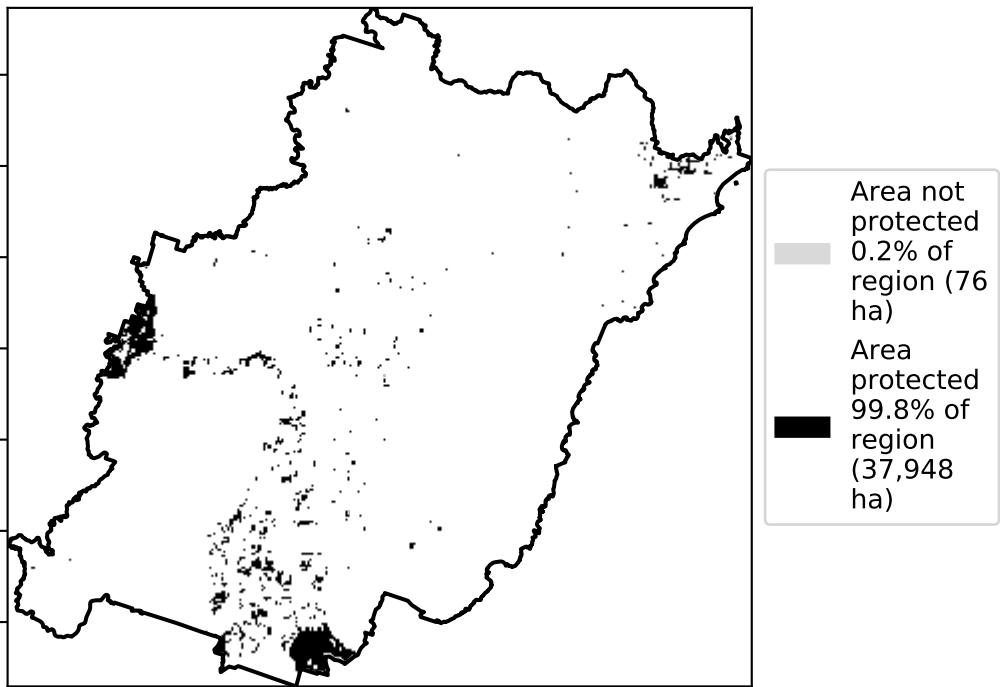 Area not
protected
0.2% of
region (76
ha)
Area
protected
99.8% of
region
(37,948
ha)